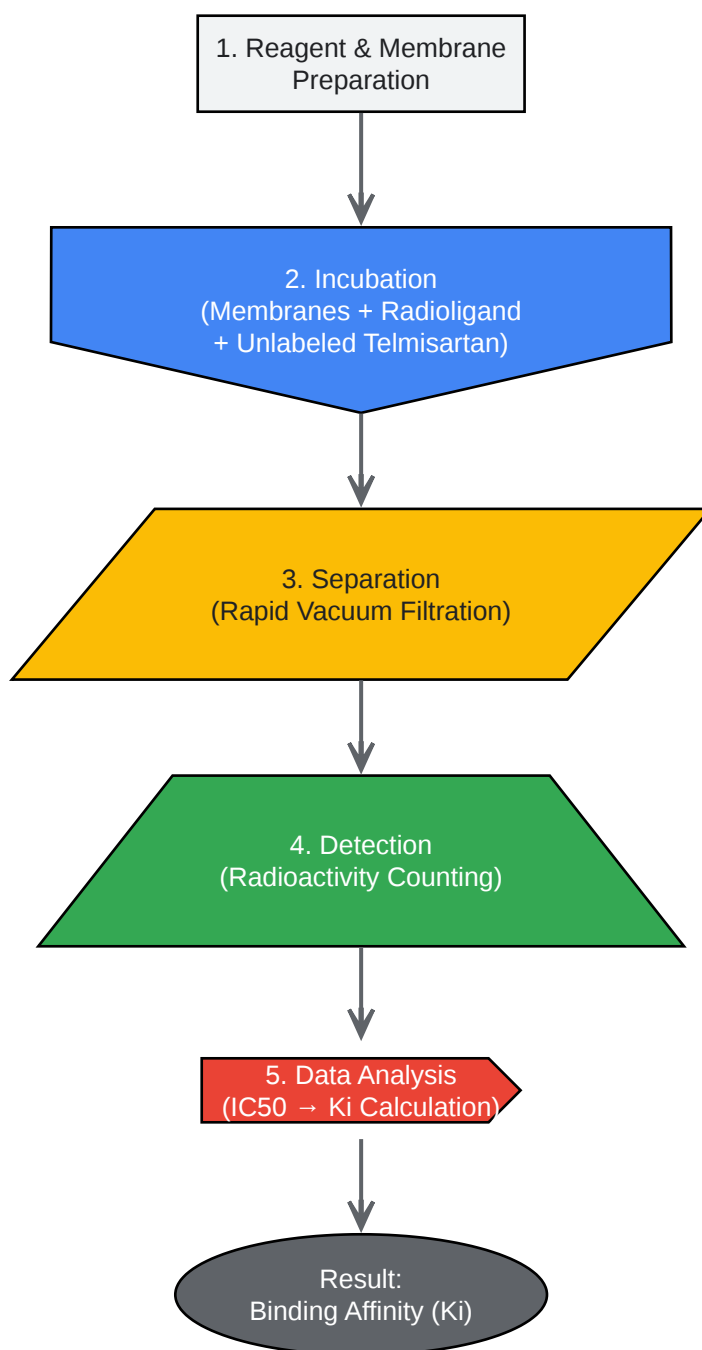 1. Reagent & Membrane
Preparation
2. Incubation
(Membranes + Radioligand
+ Unlabeled Telmisartan)
3. Separation
(Rapid Vacuum Filtration)
4. Detection
(Radioactivity Counting)
5. Data Analysis
(IC50 → Ki Calculation)
Result:
Binding Affinity (Ki)